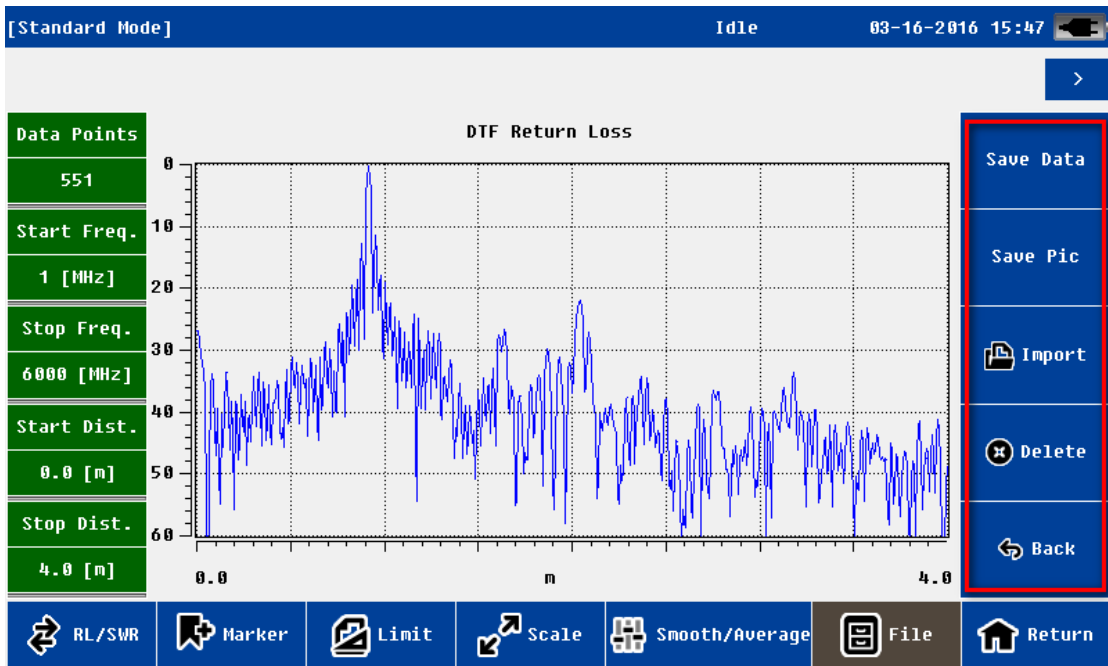 [Standard Mode] Idle 03-16-2016 15:47
>
Data Points
551
Start Freq.
1 [MHz]
Stop Freq.
6000 [MHz]
Start Dist.
0.0 [m]
Stop Dist.
4.0 [m]
DTF Return Loss
0
10
20
30
40
50
60
0.0 m 4.0
Save Data
Save Pic
Import
Delete
Back
RL/SWR Marker Limit Scale Smooth/Average File Return